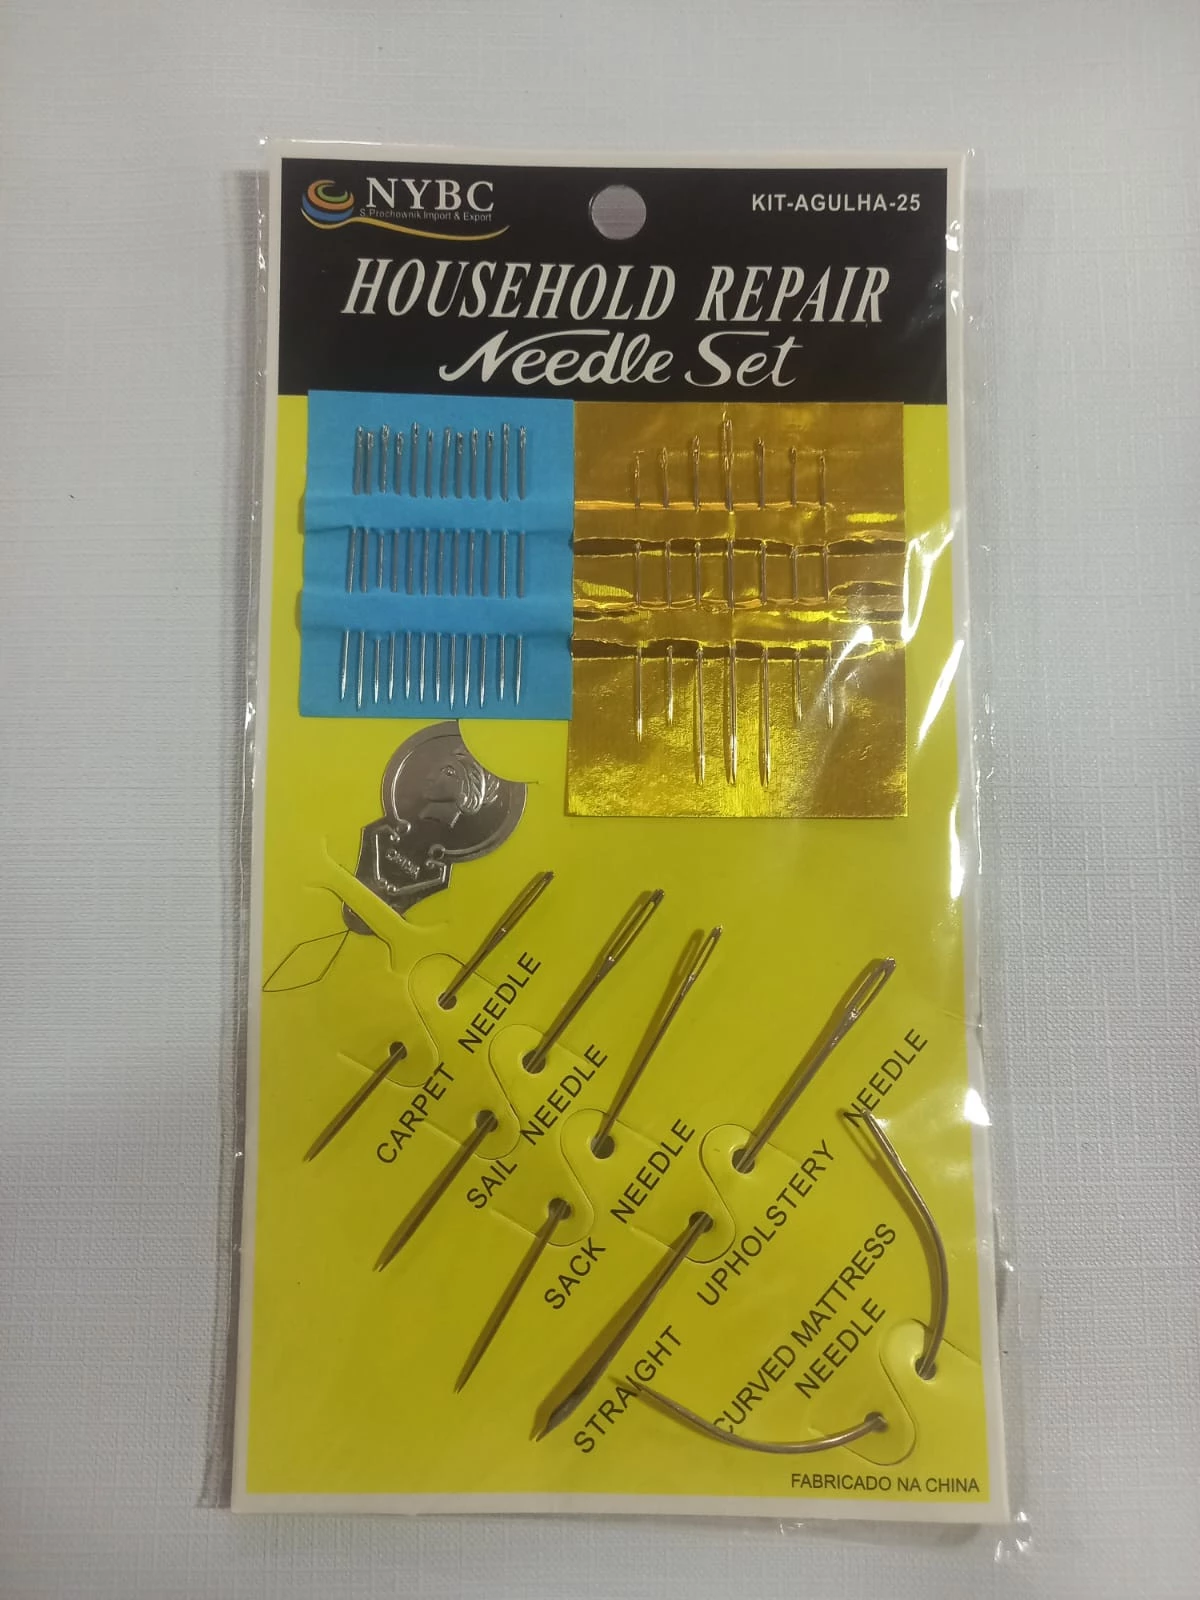 NYBC
S. Prochownik Import & Export
KIT-AGULHA-25
HOUSEHOLD REPAIR
Needle Set
CHINA
CARPET NEEDLE
SAIL NEEDLE
SACK NEEDLE
STRAIGHT UPHOLSTERY NEEDLE
CURVED MATTRESS
NEEDLE
FABRICADO NA CHINA